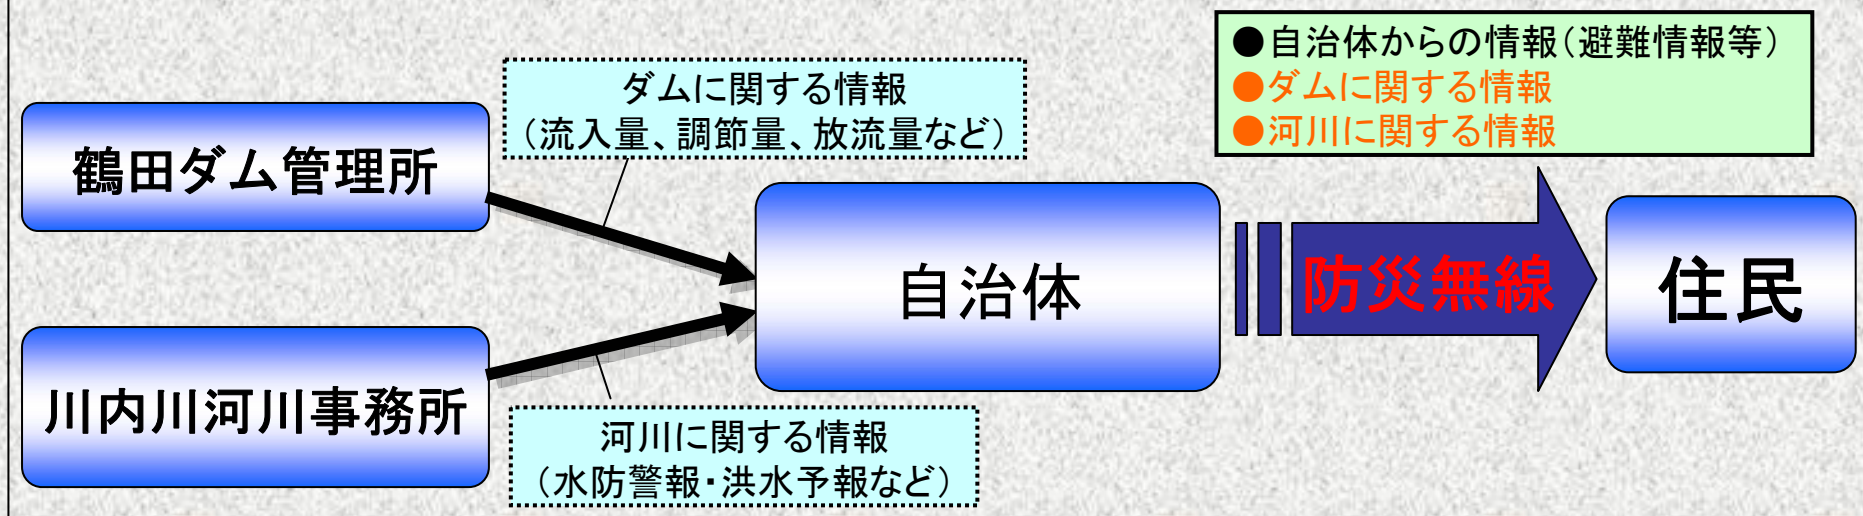 ●自治体からの情報(避難情報等)
●ダムに関する情報
●河川に関する情報
ダムに関する情報
(流入量、調節量、放流量など)
鶴田ダム管理所
自治体
防災無線
住民
川内川河川事務所
河川に関する情報
(水防警報・洪水予報など)